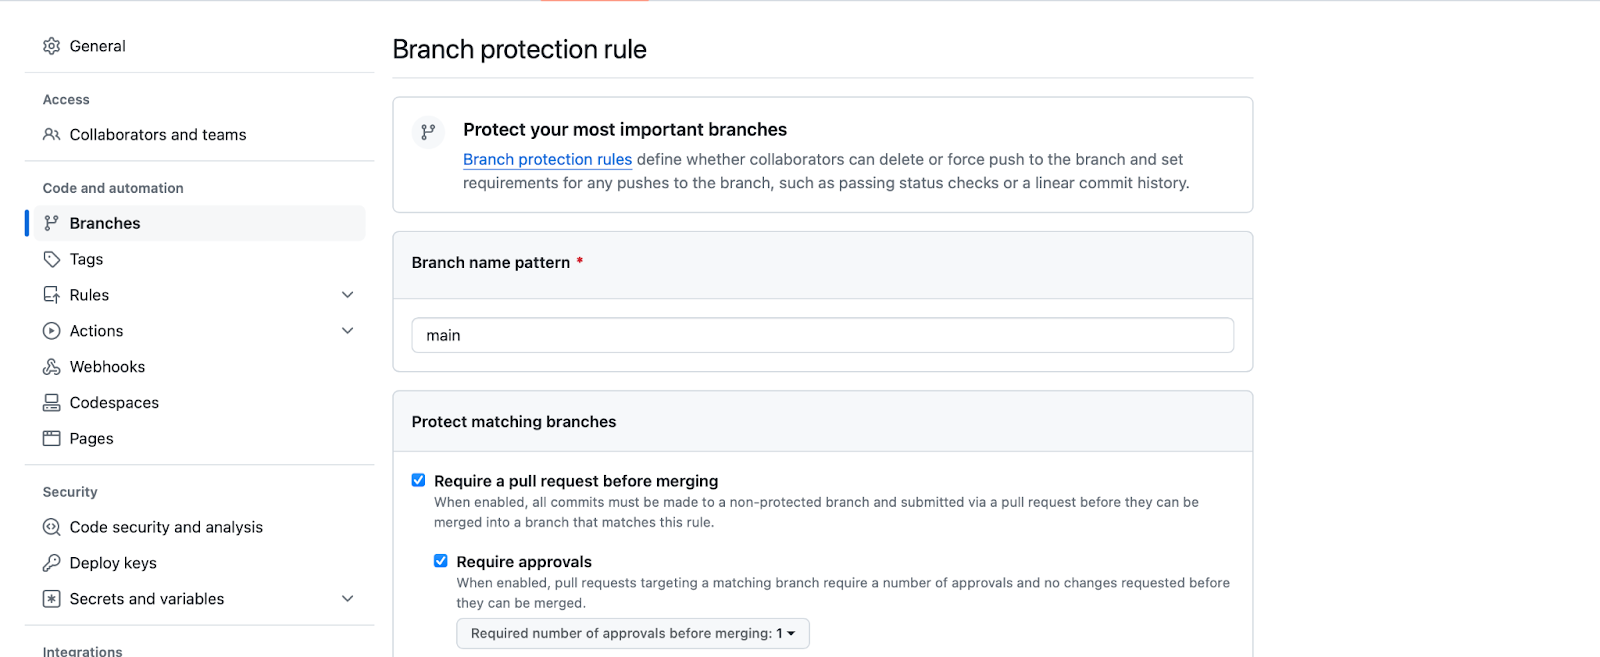 General
Access
Collaborators and teams
Code and automation
Branches
Tags
Rules
Actions
Webhooks
Codespaces
Pages
Security
Code security and analysis
Deploy keys
Secrets and variables
Integrations
Branch protection rule
Protect your most important branches
Branch protection rules define whether collaborators can delete or force push to the branch and set
requirements for any pushes to the branch, such as passing status checks or a linear commit history.
Branch name pattern *
main
Protect matching branches
Require a pull request before merging
When enabled, all commits must be made to a non-protected branch and submitted via a pull request before they can be
merged into a branch that matches this rule.
Require approvals
When enabled, pull requests targeting a matching branch require a number of approvals and no changes requested before
they can be merged.
Required number of approvals before merging: 1